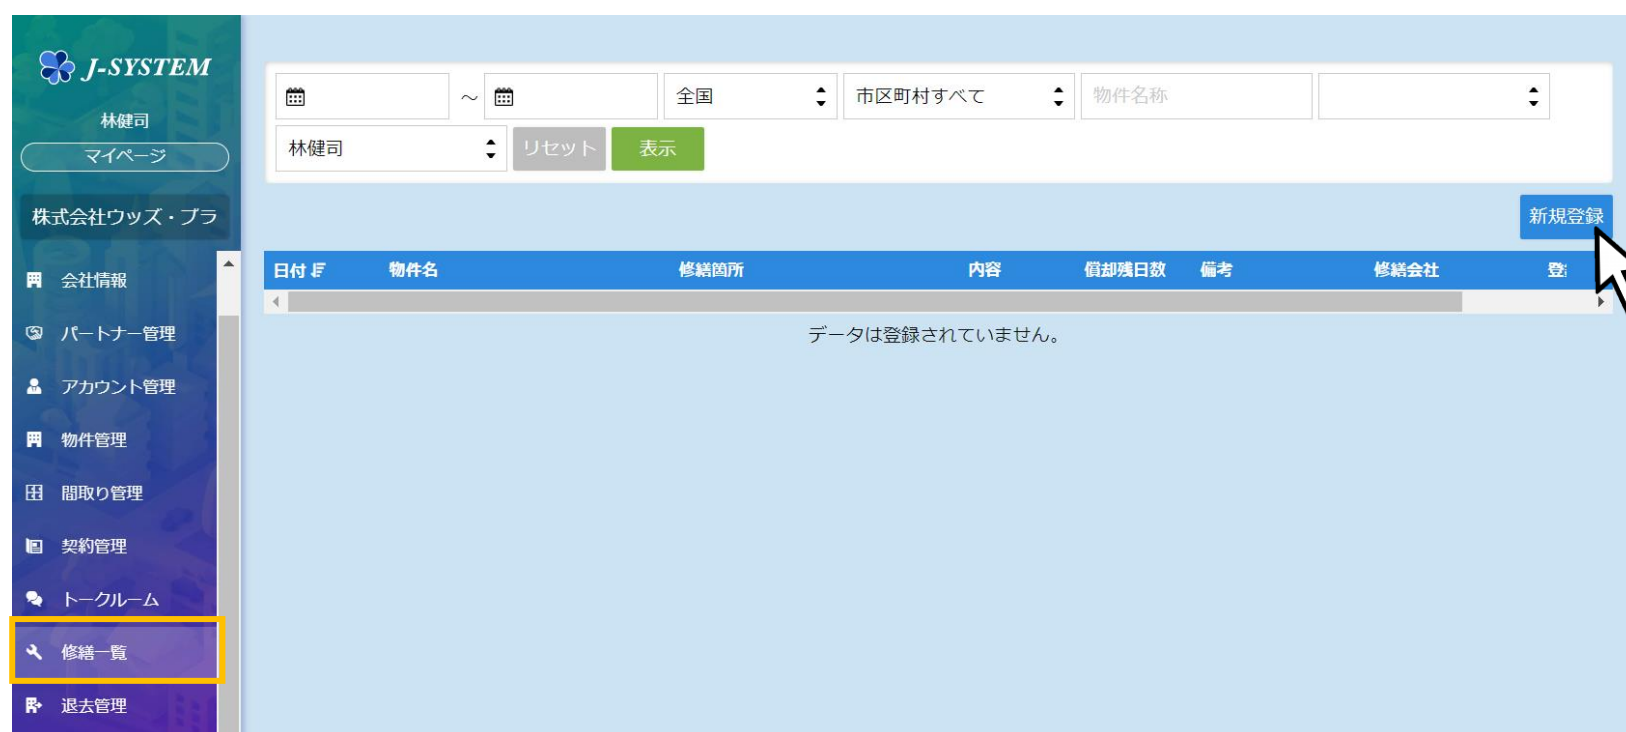 J-SYSTEM
林健司
マイページ
株式会社ウッズ・プラ
会社情報
パートナー管理
アカウント管理
物件管理
間取り管理
契約管理
トークルーム
修繕一覧
退去管理
～ 全国 市区町村すべて 物件名称
林健司 リセット 表示
新規登録
日付 物件名 修繕箇所 内容 償却残日数 備考 修繕会社 登
データは登録されていません。